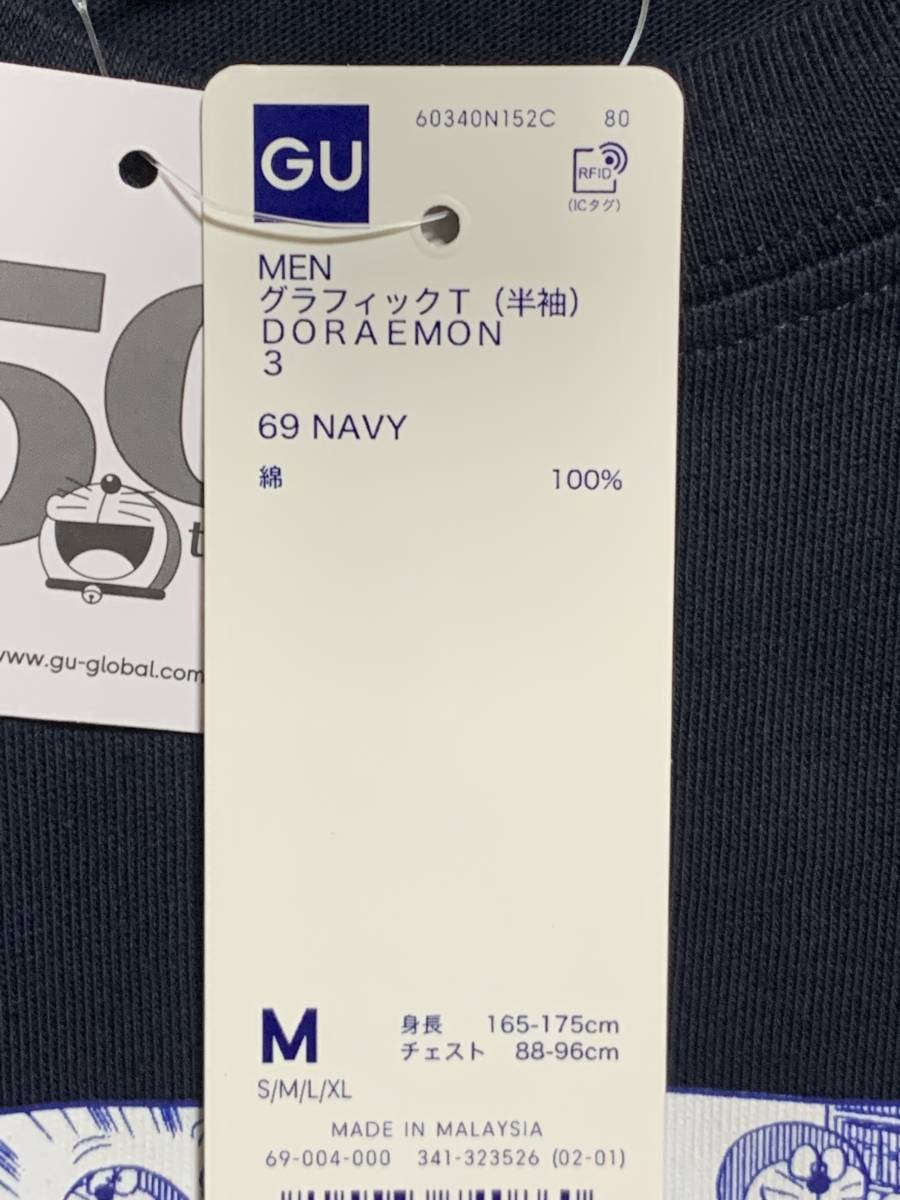 GU
60340N152C 80
RFID
(ICタグ)
MEN
グラフィックT（半袖）
DORAEMON
3
69 NAVY
綿 100%
M
身長 165-175cm
チェスト 88-96cm
S/M/L/XL
MADE IN MALAYSIA
69-004-000 341-323526 (02-01)
50
www.gu-global.com